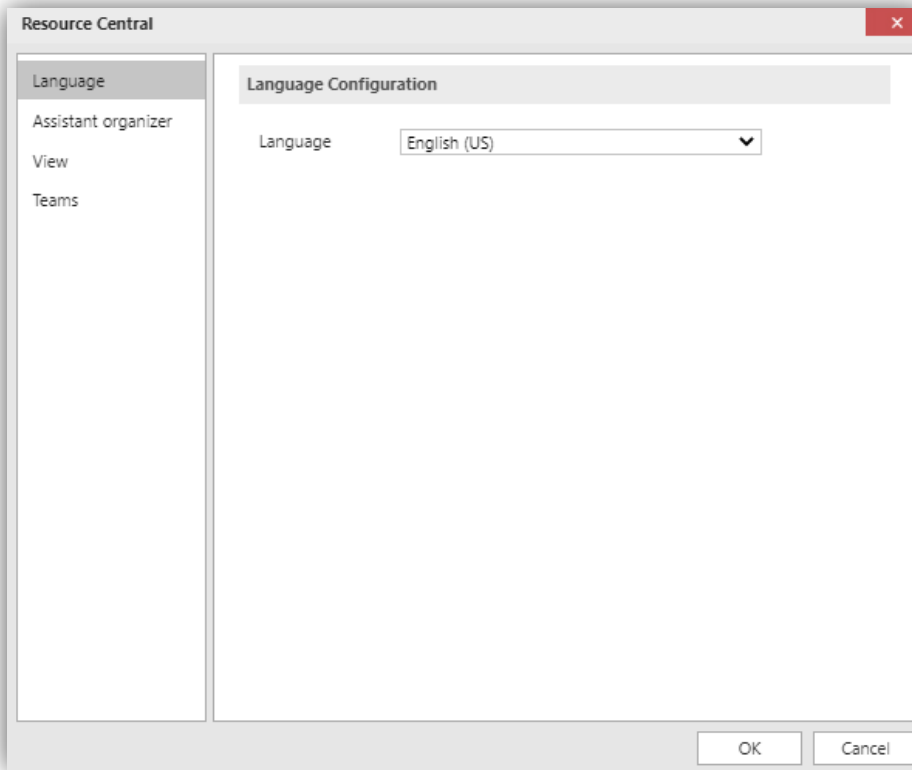 Resource Central
Language
Assistant organizer
View
Teams
Language Configuration
Language English (US)
OK Cancel